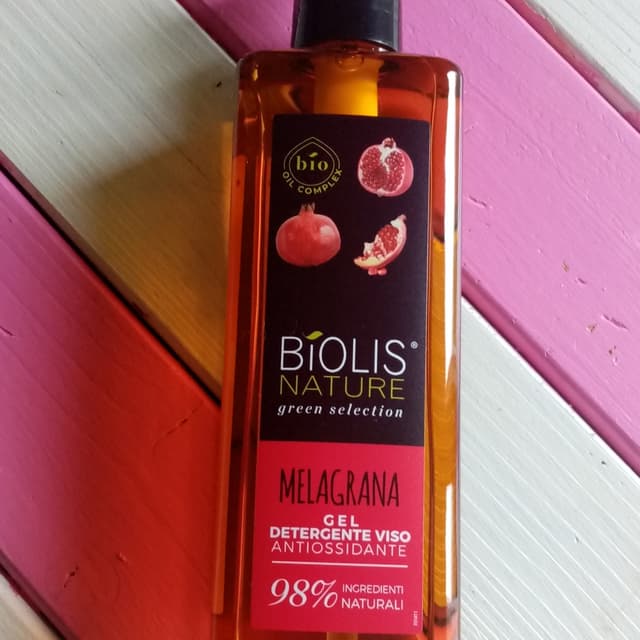 bio
OIL COMPLEX
BiOLIS®
NATURE
green selection
MELAGRANA
GEL
DETERGENTE VISO
ANTIOSSIDANTE
98% INGREDIENTI
NATURALI